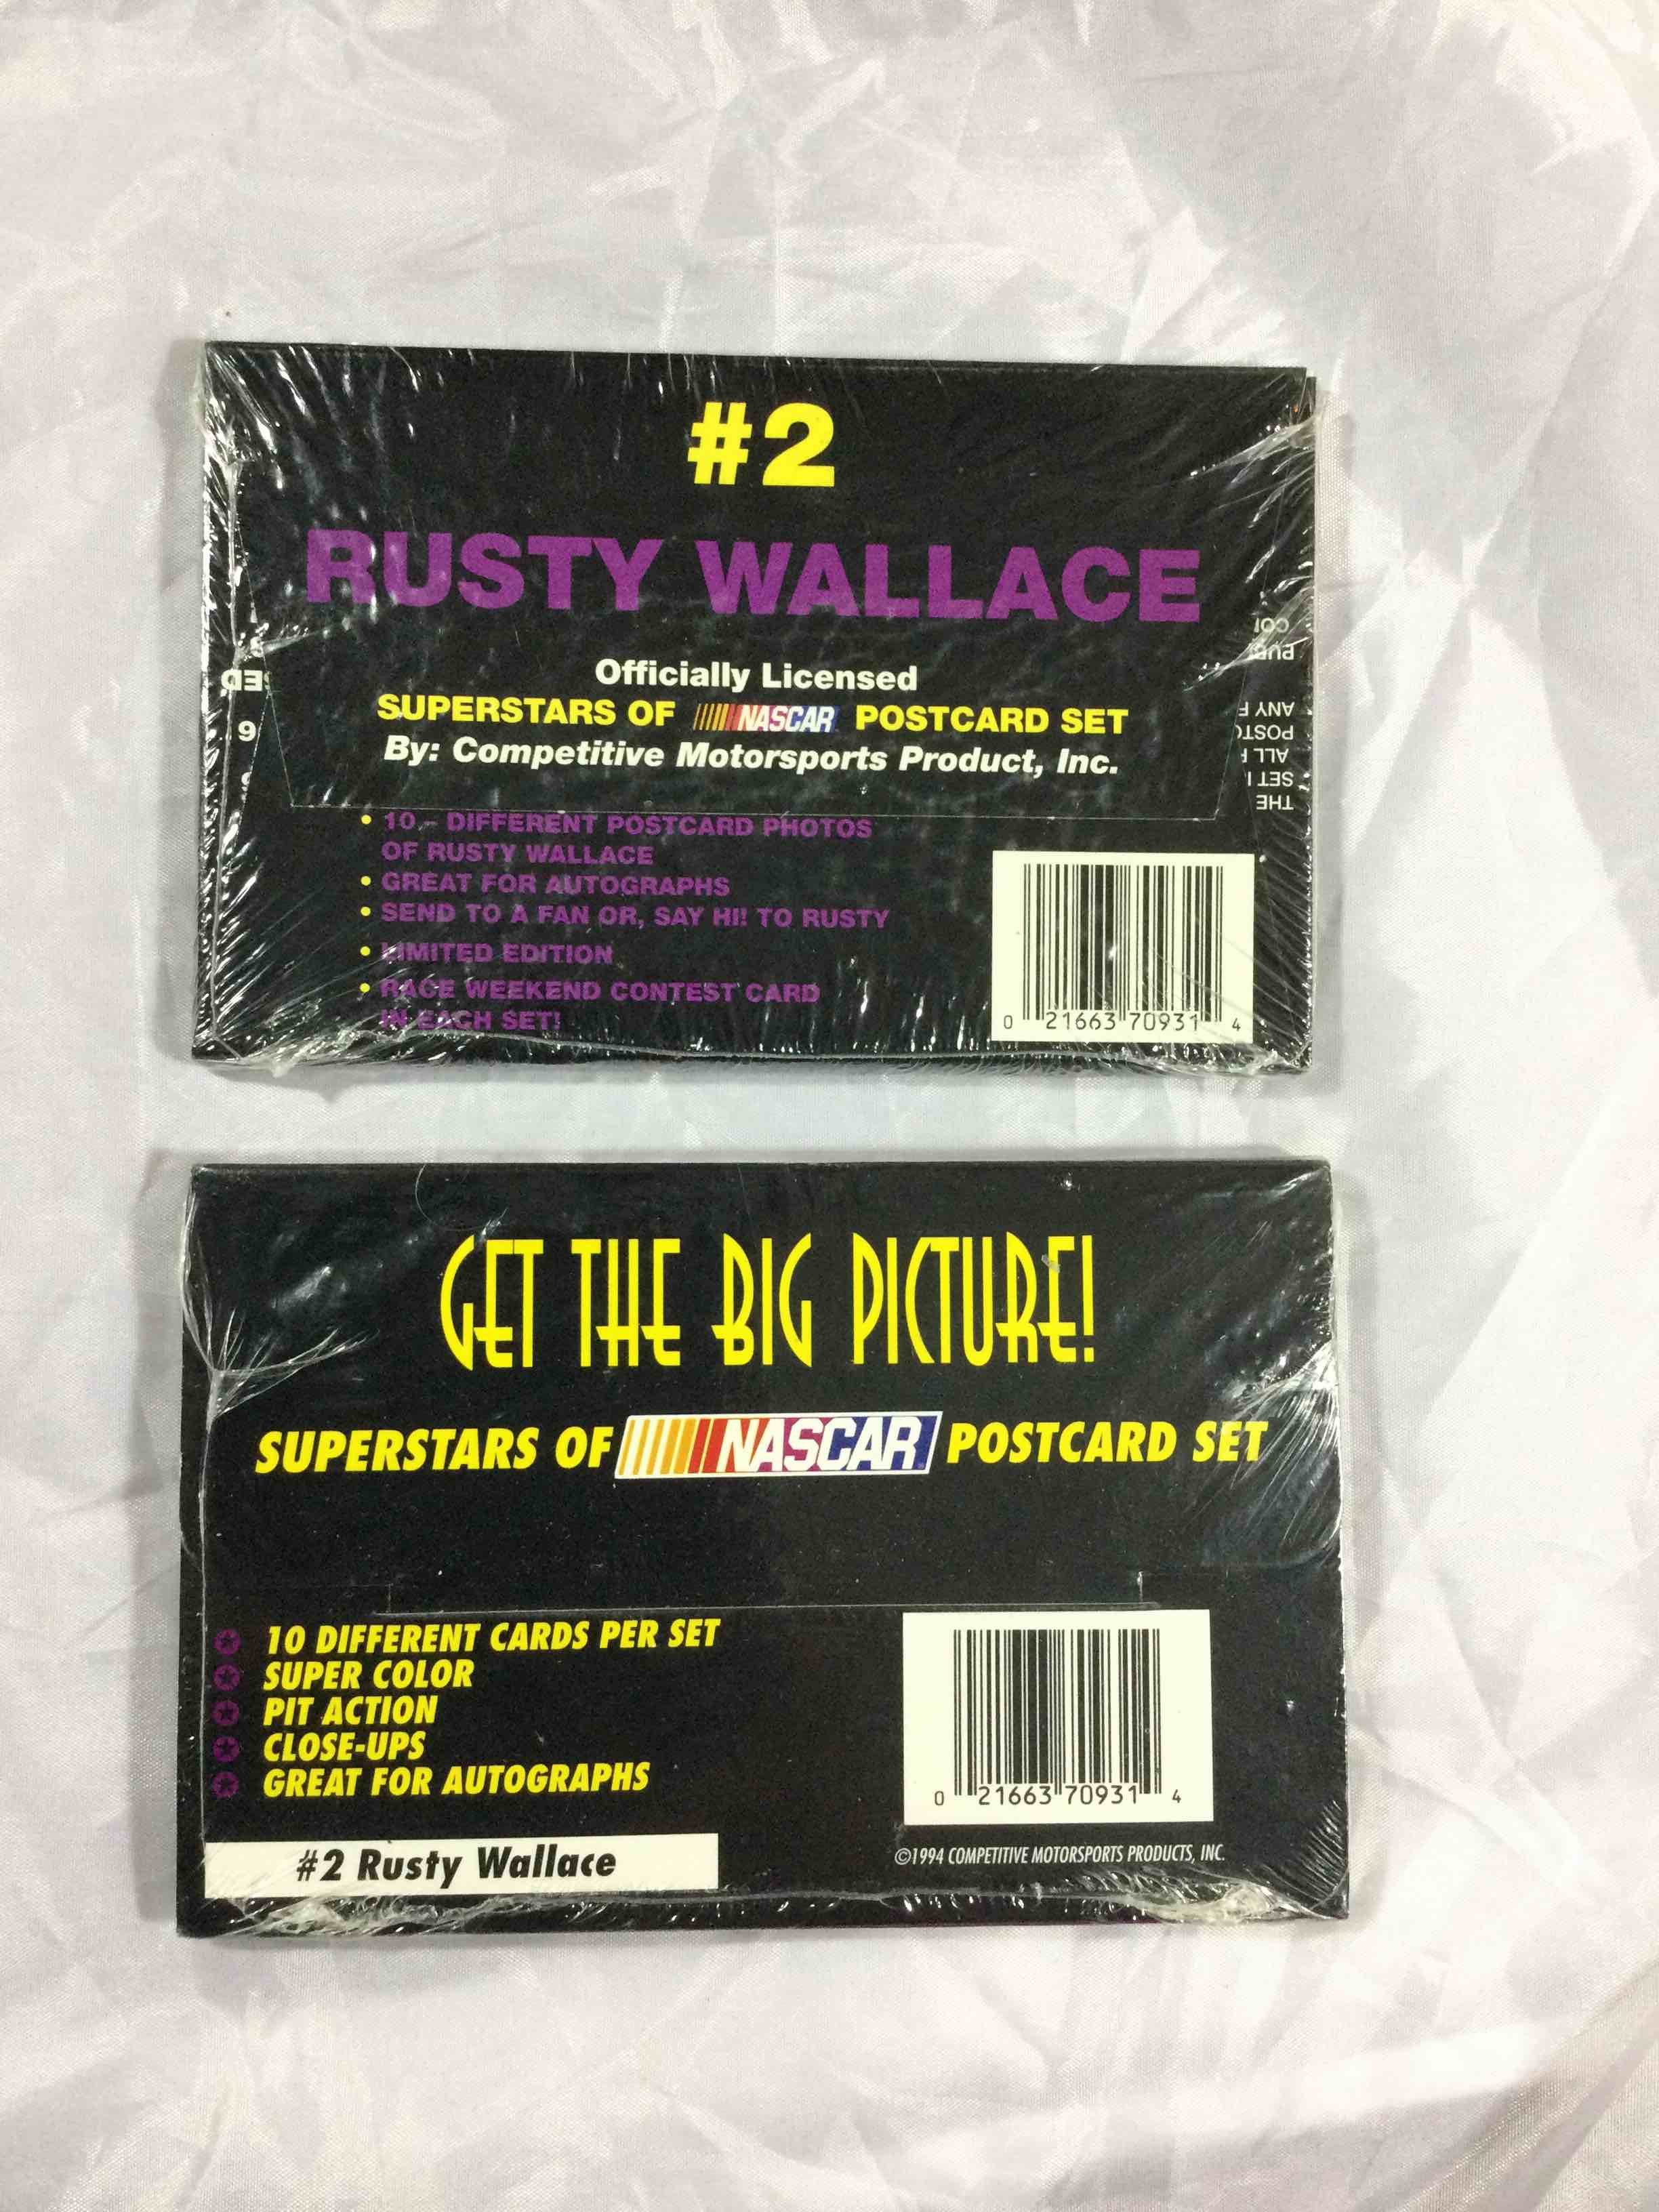 #2
RUSTY WALLACE
Officially Licensed
SUPERSTARS OF NASCAR POSTCARD SET
By: Competitive Motorsports Product, Inc.
• 10 - DIFFERENT POSTCARD PHOTOS
OF RUSTY WALLACE
• GREAT FOR AUTOGRAPHS
• SEND TO A FAN OR, SAY HI! TO RUSTY
• LIMITED EDITION
• RACE WEEKEND CONTEST CARD
IN EACH SET!
0 21663 70931 4
THE
SET
ALL
ANY
GET THE BIG PICTURE!
SUPERSTARS OF NASCAR POSTCARD SET
10 DIFFERENT CARDS PER SET
SUPER COLOR
PIT ACTION
CLOSE-UPS
GREAT FOR AUTOGRAPHS
#2 Rusty Wallace
0 21663 70931 4
©1994 COMPETITIVE MOTORSPORTS PRODUCTS, INC.